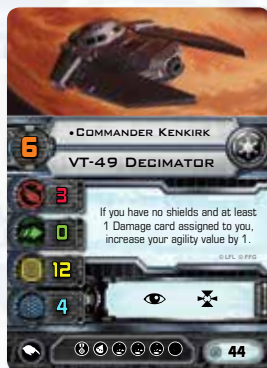 •Commander Kenkirk
6
VT-49 Decimator
3
0
12
4
If you have no shields and at least
1 Damage card assigned to you,
increase your agility value by 1.
©LFL ©FFG
44